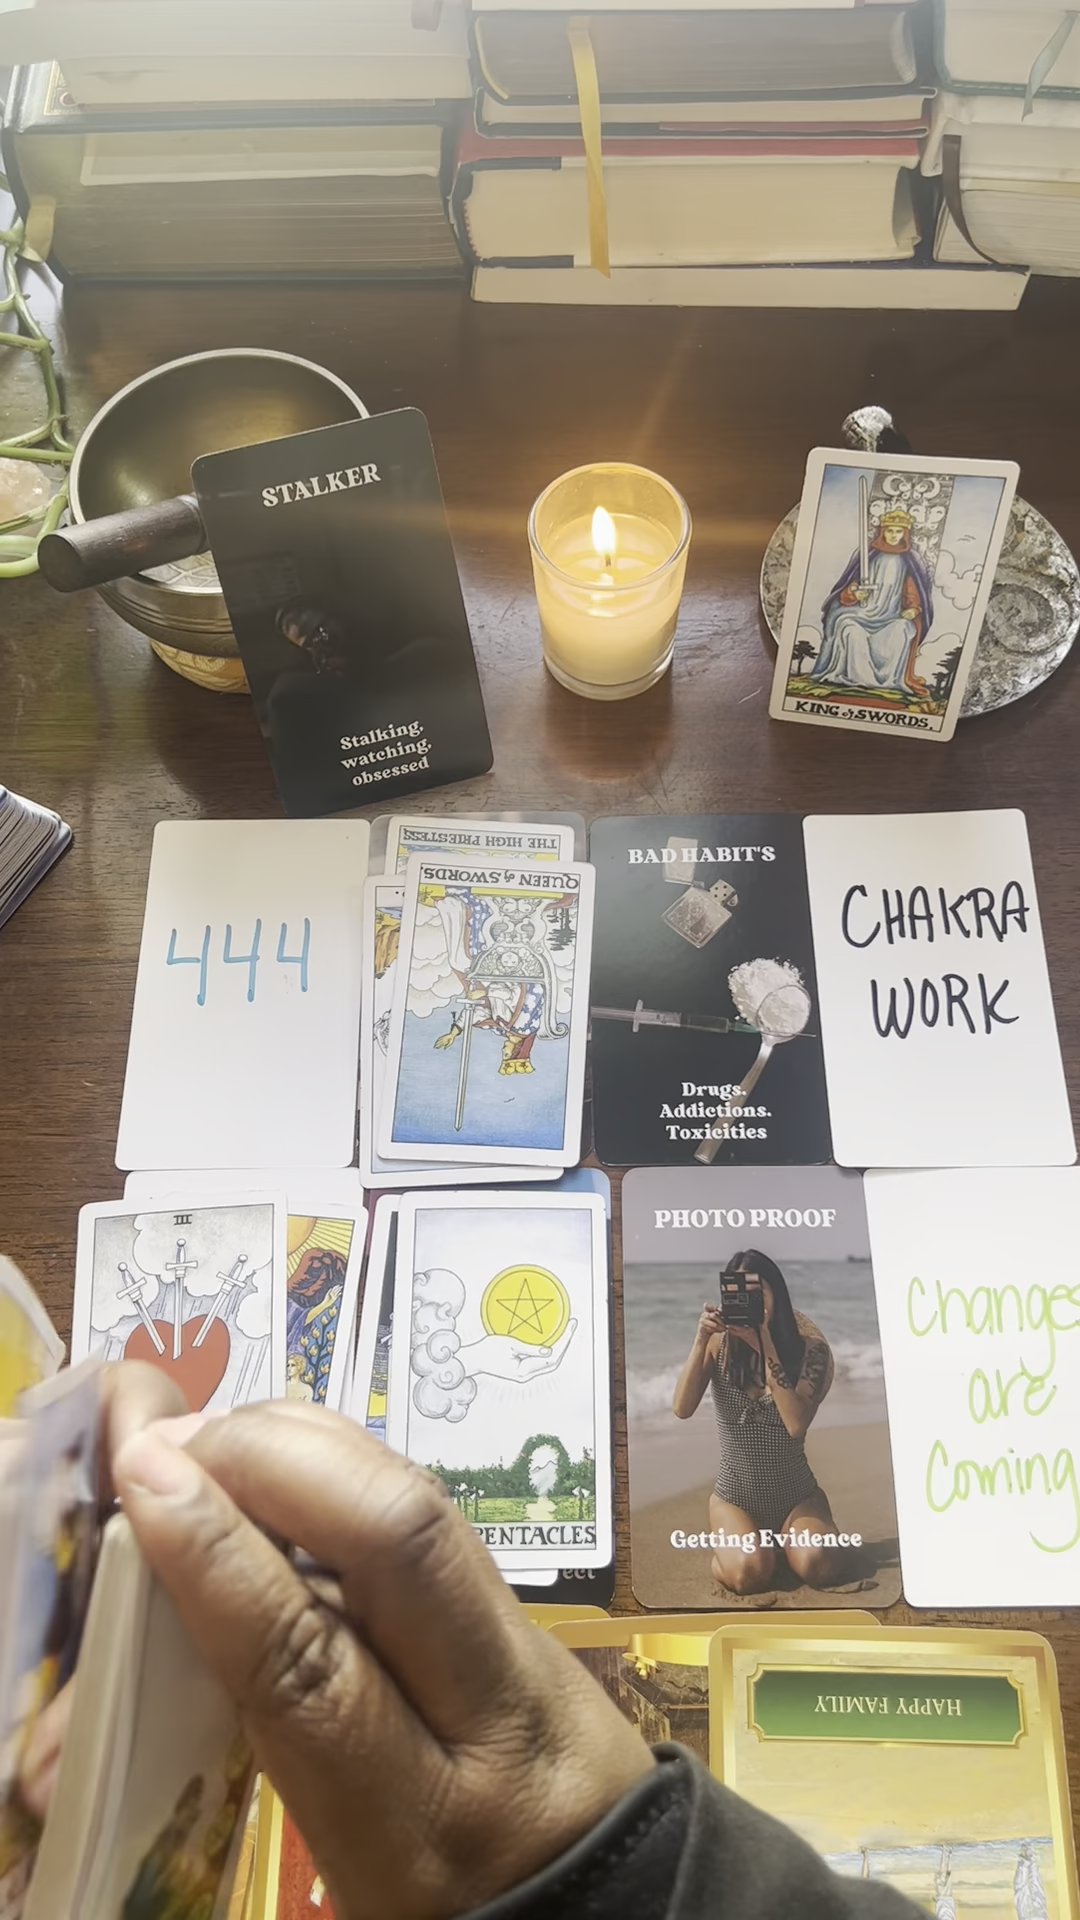 STALKER
Stalking,
watching,
obsessed
KING of SWORDS.
444
THE HIGH PRIESTESS
QUEEN of SWORDS.
BAD HABIT'S
Drugs.
Addictions.
Toxicities
CHAKRA
WORK
III
PENTACLES
ect
PHOTO PROOF
Getting Evidence
Changes
are
Coming
HAPPY FAMILY